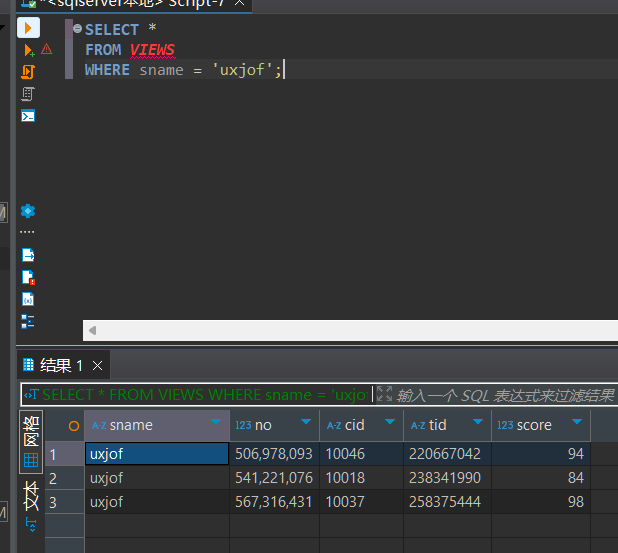 *<sqlserver本地> Script-7
SELECT *
FROM VIEWS
WHERE sname = 'uxjof';
结果 1
SELECT * FROM VIEWS WHERE sname = 'uxjof
输入一个 SQL 表达式来过滤结果
网格
文本
sname no cid tid score
1 uxjof 506,978,093 10046 220667042 94
2 uxjof 541,221,076 10018 238341990 84
3 uxjof 567,316,431 10037 258375444 98